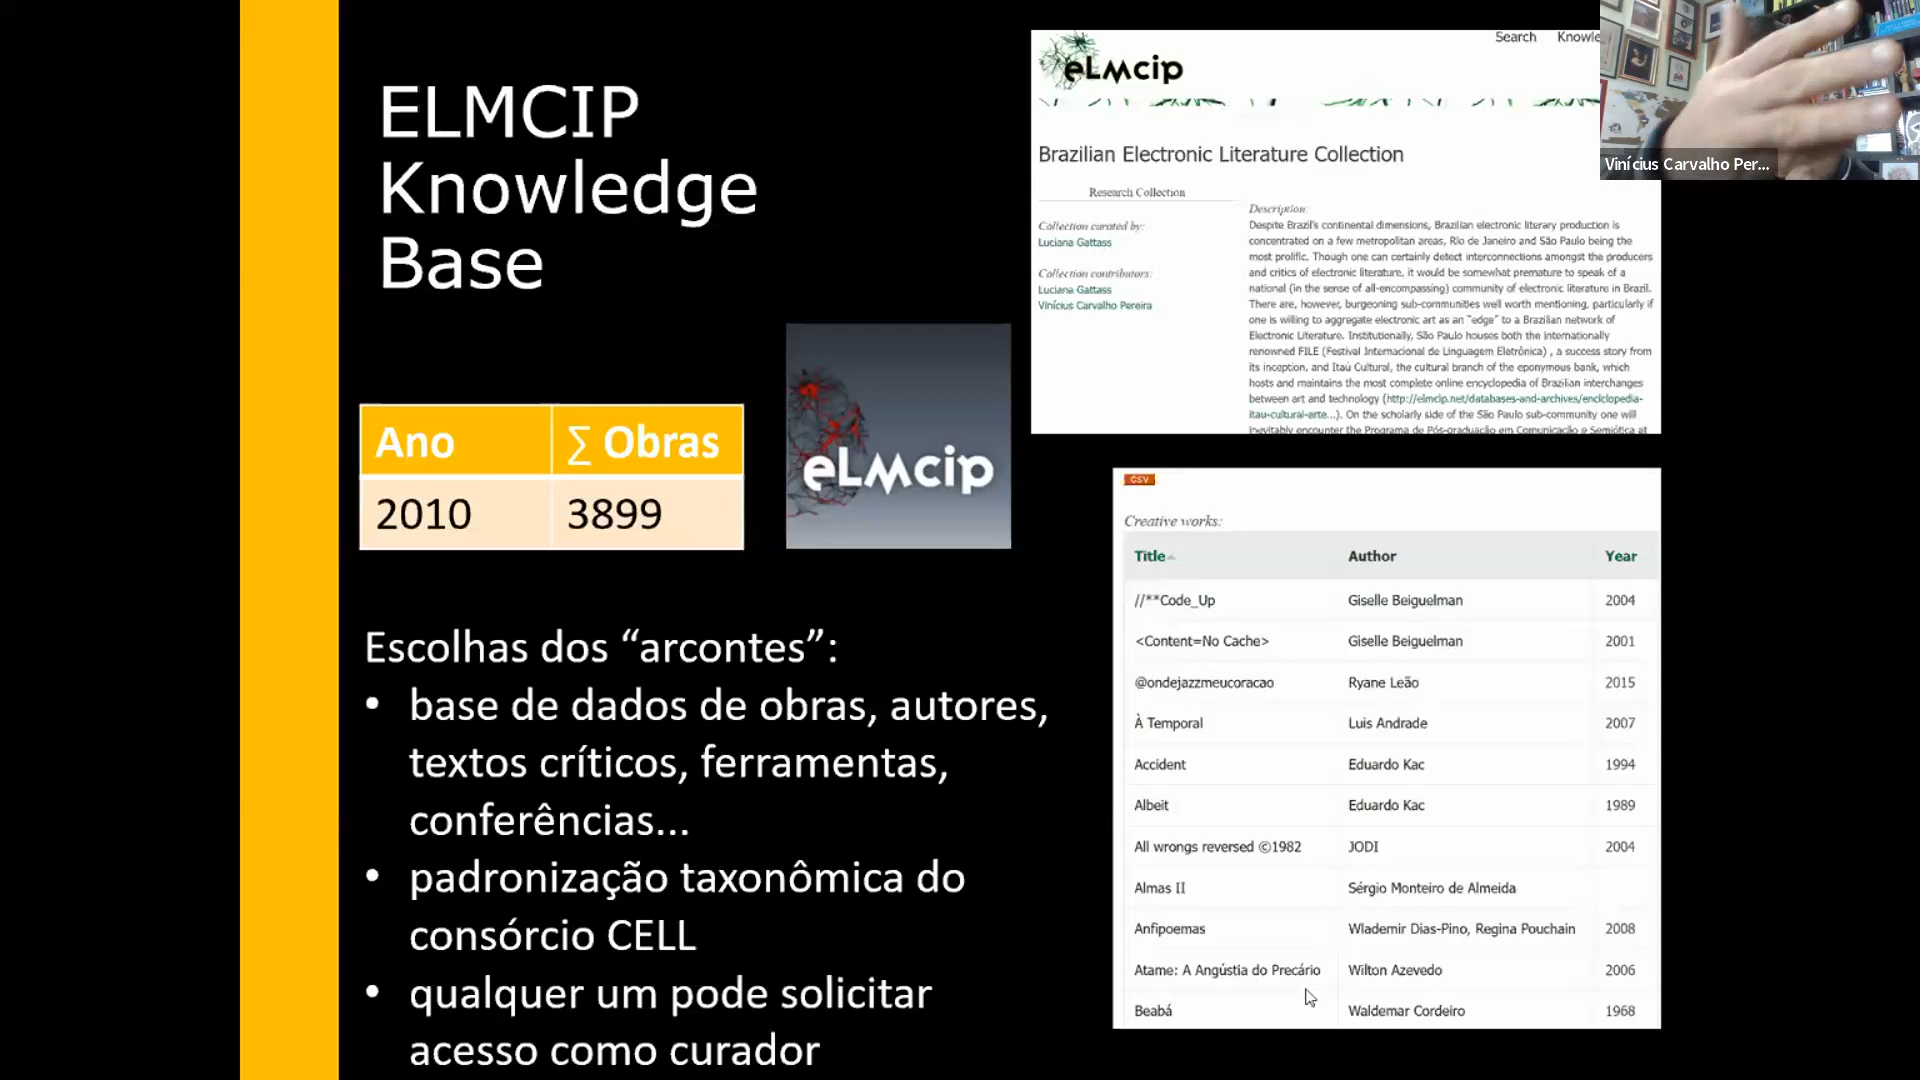 ELMCIP
Knowledge
Base
Ano ∑ Obras
2010 3899
eLMcip
Escolhas dos “arcontes”:
• base de dados de obras, autores,
textos críticos, ferramentas,
conferências...
• padronização taxonômica do
consórcio CELL
• qualquer um pode solicitar
acesso como curador
eLMcip
Search Knowle
Brazilian Electronic Literature Collection
Research Collection
Collection curated by:
Luciana Gattass
Collection contributors:
Luciana Gattass
Vinicius Carvalho Pereira
Description:
Despite Brazil's continental dimensions, Brazilian electronic literary production is
concentrated on a few metropolitan areas, Rio de Janeiro and São Paulo being the
most prolific. Though one can certainly detect interconnections amongst the producers
and critics of electronic literature, it would be somewhat premature to speak of a
national (in the sense of all-encompassing) community of electronic literature in Brazil.
There are, however, burgeoning sub-communities well worth mentioning, particularly if
one is willing to aggregate electronic art as an “edge” to a Brazilian network of
Electronic Literature. Institutionally, São Paulo houses both the internationally
renowned FILE (Festival Internacional de Linguagem Eletrônica) , a success story from
its inception, and Itaú Cultural, the cultural branch of the eponymous bank, which
hosts and maintains the most complete online encyclopedia of Brazilian interchanges
between art and technology (http://elmcip.net/databases-and-archives/enciclopedia-
itau-cultural-arte...). On the scholarly side of the São Paulo sub-community one will
inevitably encounter the Programa de Pós-graduação em Comunicação e Semiótica at
Vinícius Carvalho Per...
CSV
Creative works:
Title Author Year
//**Code_Up Giselle Beiguelman 2004
<Content=No Cache> Giselle Beiguelman 2001
@ondejazzmeucoracao Ryane Leão 2015
À Temporal Luis Andrade 2007
Accident Eduardo Kac 1994
Albeit Eduardo Kac 1989
All wrongs reversed ©1982 JODI 2004
Almas II Sérgio Monteiro de Almeida
Anfipoemas Wlademir Dias-Pino, Regina Pouchain 2008
Atame: A Angústia do Precário Wilton Azevedo 2006
Beabá Waldemar Cordeiro 1968